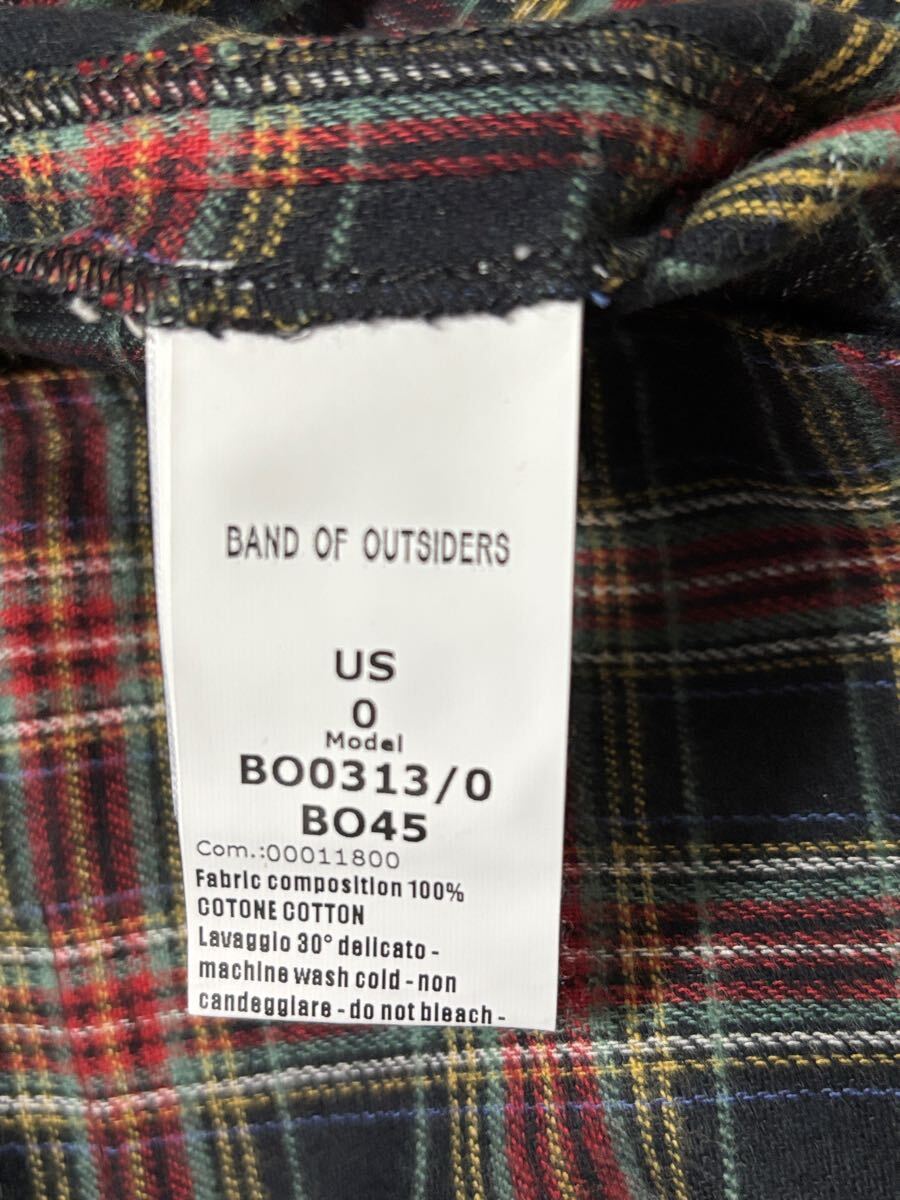 BAND OF OUTSIDERS
US
0
Model
BO0313/0
BO45
Com.:00011800
Fabric composition 100%
COTONE COTTON
Lavaggio 30° delicato -
machine wash cold - non
candeggiare - do not bleach -